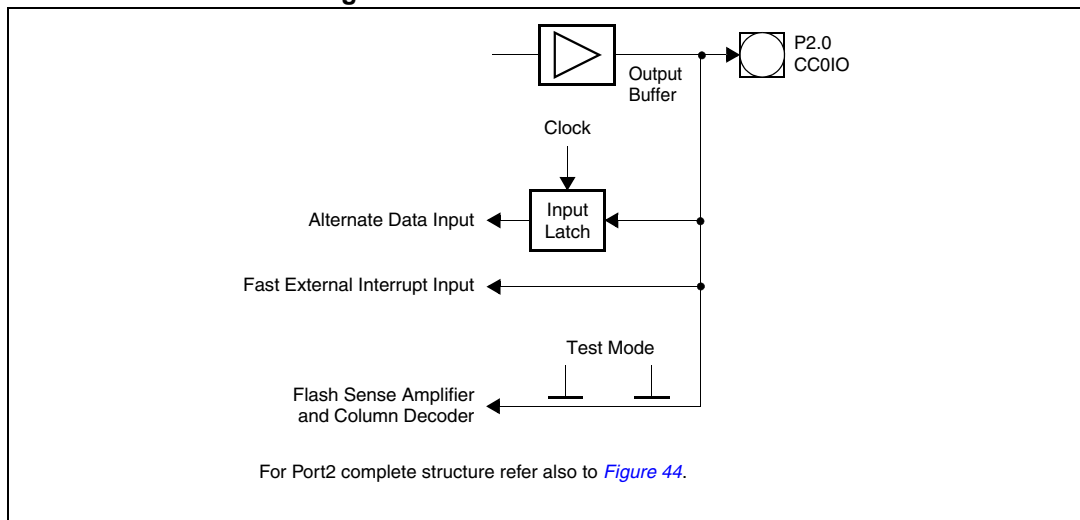 P2.0
CC0IO
Output
Buffer
Clock
Input
Latch
Alternate Data Input
Fast External Interrupt Input
Test Mode
Flash Sense Amplifier
and Column Decoder
For Port2 complete structure refer also to Figure 44.